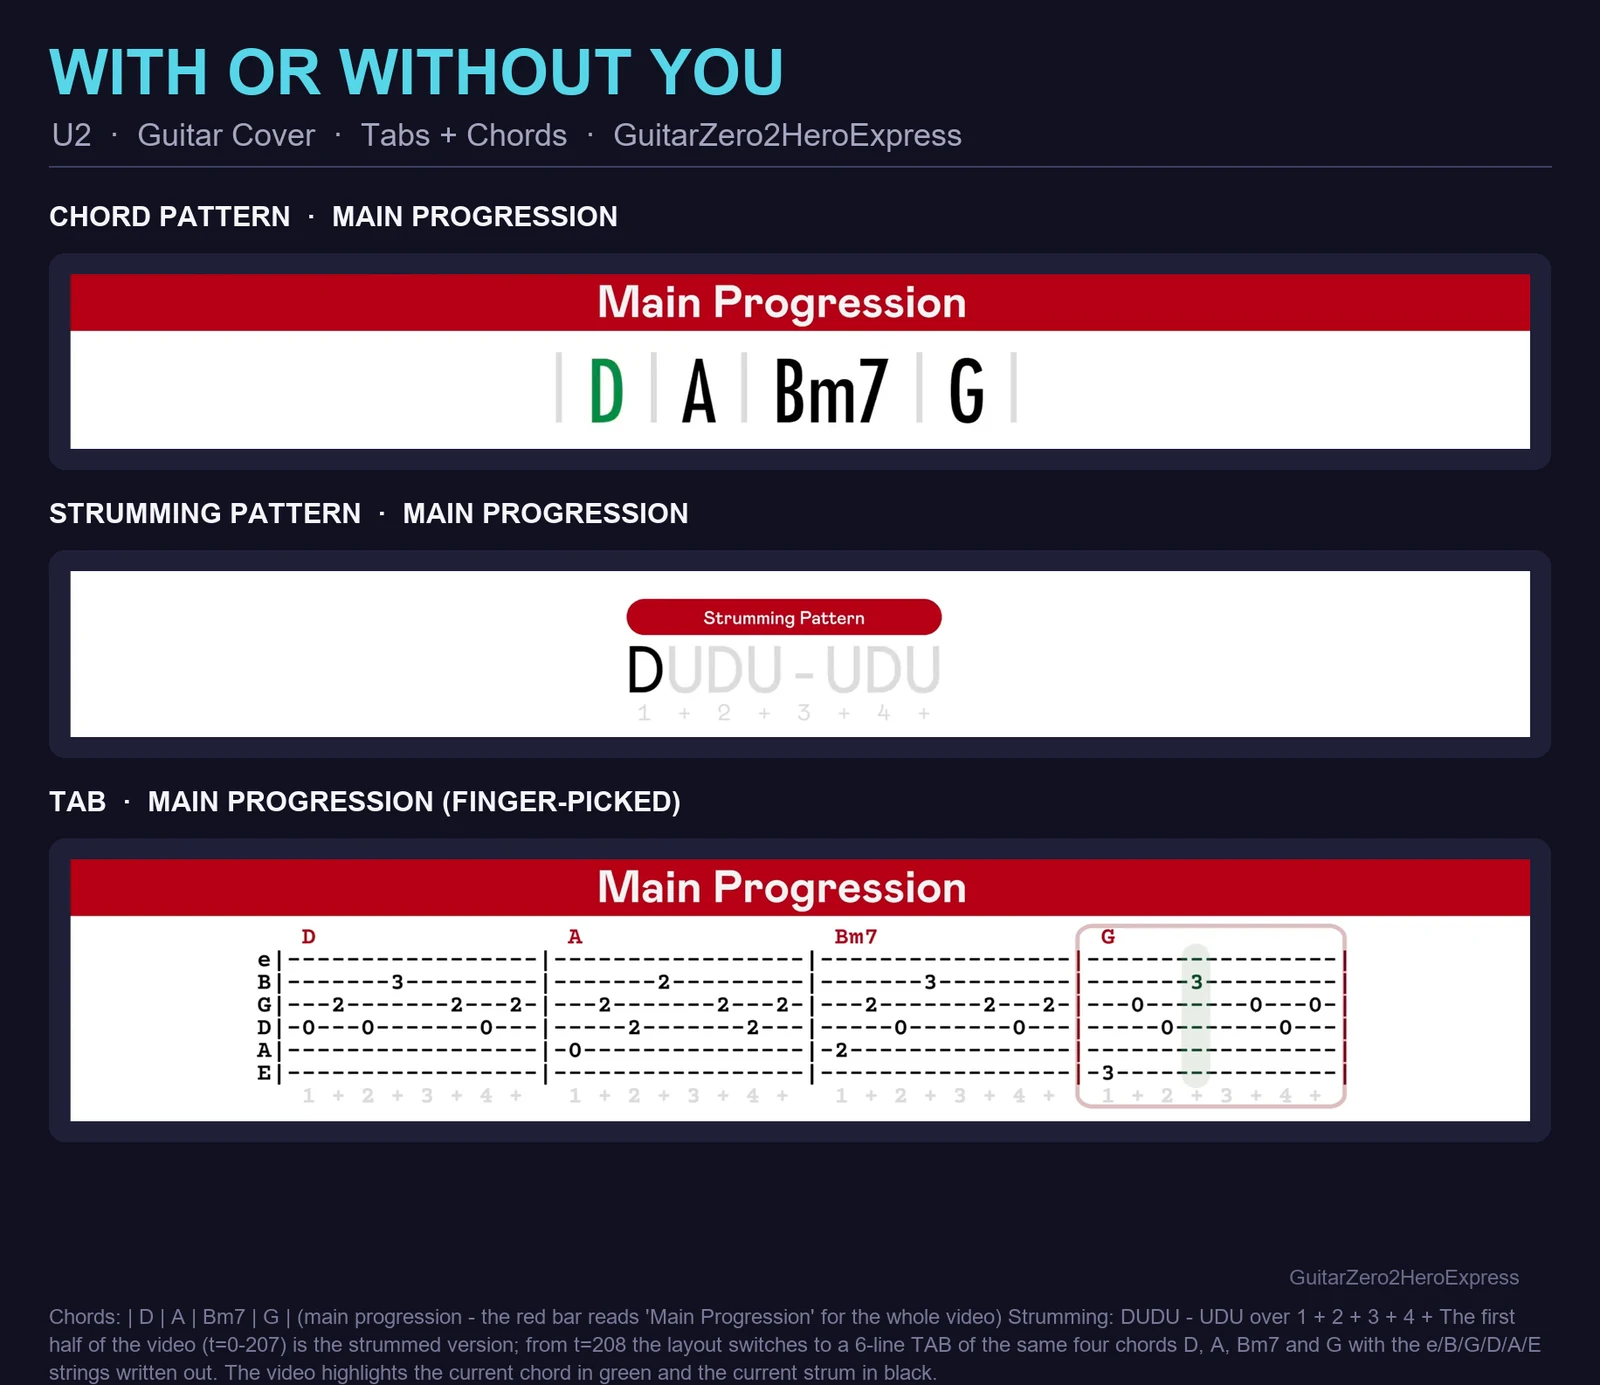 WITH OR WITHOUT YOU
U2 · Guitar Cover · Tabs + Chords · GuitarZero2HeroExpress
CHORD PATTERN · MAIN PROGRESSION
Main Progression
| D | A | Bm7 | G |
STRUMMING PATTERN · MAIN PROGRESSION
Strumming Pattern
DUDU-UDU
1 + 2 + 3 + 4 +
TAB · MAIN PROGRESSION (FINGER-PICKED)
Main Progression
D A Bm7 G
e|-----------------|-----------------|-----------------|-----------------|
B|-------3---------|-------2---------|-------3---------|-------3---------|
G|---2-------2---2-|---2-------2---2-|---2-------2---2-|---0-------0---0-|
D|-0---0-------0---|-----2-------2---|-----0-------0---|-----0-------0---|
A|-----------------|-0---------------|-2---------------|-----------------|
E|-----------------|-----------------|-----------------|-3---------------|
1 + 2 + 3 + 4 + 1 + 2 + 3 + 4 + 1 + 2 + 3 + 4 + 1 + 2 + 3 + 4 +
GuitarZero2HeroExpress
Chords: | D | A | Bm7 | G | (main progression - the red bar reads 'Main Progression' for the whole video) Strumming: DUDU - UDU over 1 + 2 + 3 + 4 + The first
half of the video (t=0-207) is the strummed version; from t=208 the layout switches to a 6-line TAB of the same four chords D, A, Bm7 and G with the e/B/G/D/A/E
strings written out. The video highlights the current chord in green and the current strum in black.